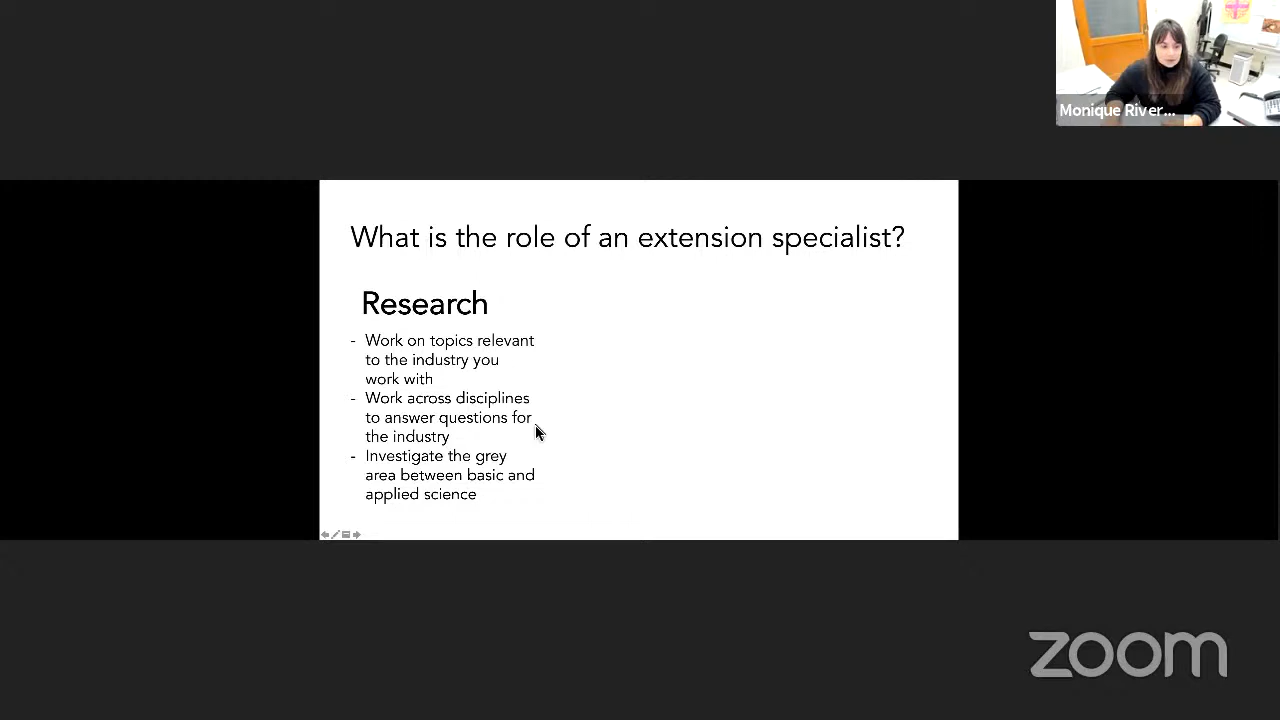 Monique River...
What is the role of an extension specialist?
Research
- Work on topics relevant
to the industry you
work with
- Work across disciplines
to answer questions for
the industry
- Investigate the grey
area between basic and
applied science
zoom